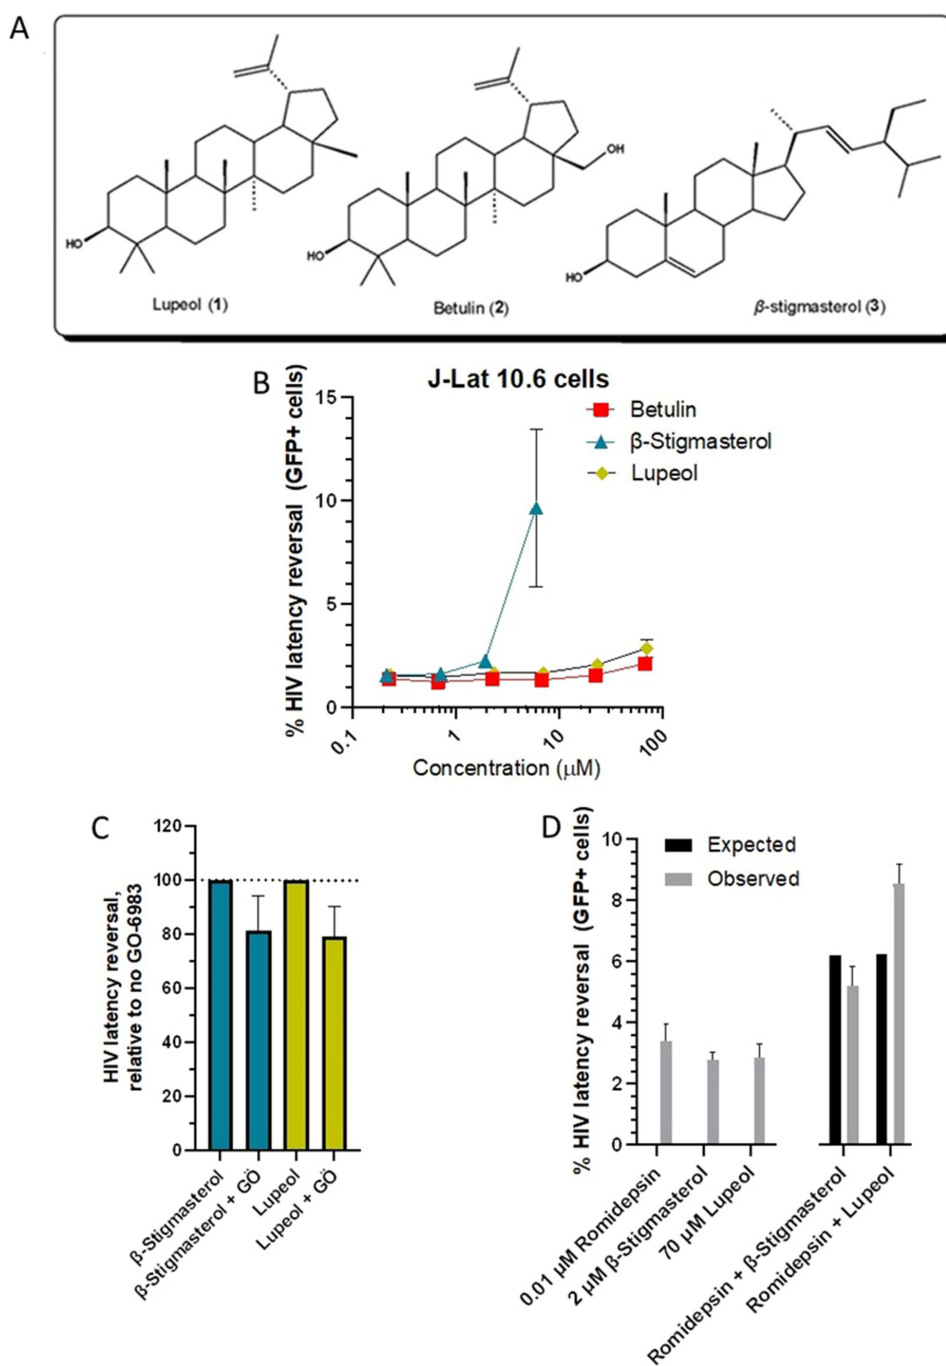 A
HO
Lupeol (1)
HO
OH
Betulin (2)
HO
β-stigmasterol (3)
B
J-Lat 10.6 cells
% HIV latency reversal (GFP+ cells)
15
10
5
0
0.1
1
10
100
Concentration (μM)
Betulin
β-Stigmasterol
Lupeol
C
HIV latency reversal,
relative to no GO-6983
120
100
80
60
40
20
0
β-Stigmasterol
β-Stigmasterol + GÖ
Lupeol
Lupeol + GÖ
D
% HIV latency reversal (GFP+ cells)
10
8
6
4
2
0
Expected
Observed
0.01 μM Romidepsin
2 μM β-Stigmasterol
70 μM Lupeol
Romidepsin + β-Stigmasterol
Romidepsin + Lupeol